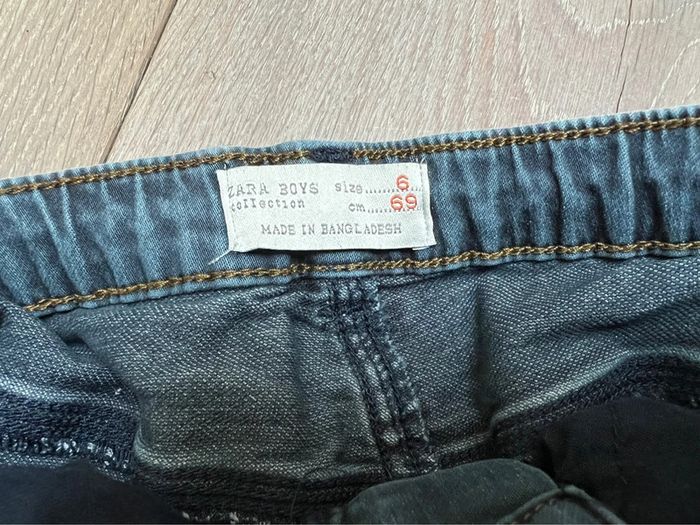 ZARA BOYS size........6...
collection cm......69
MADE IN BANGLADESH